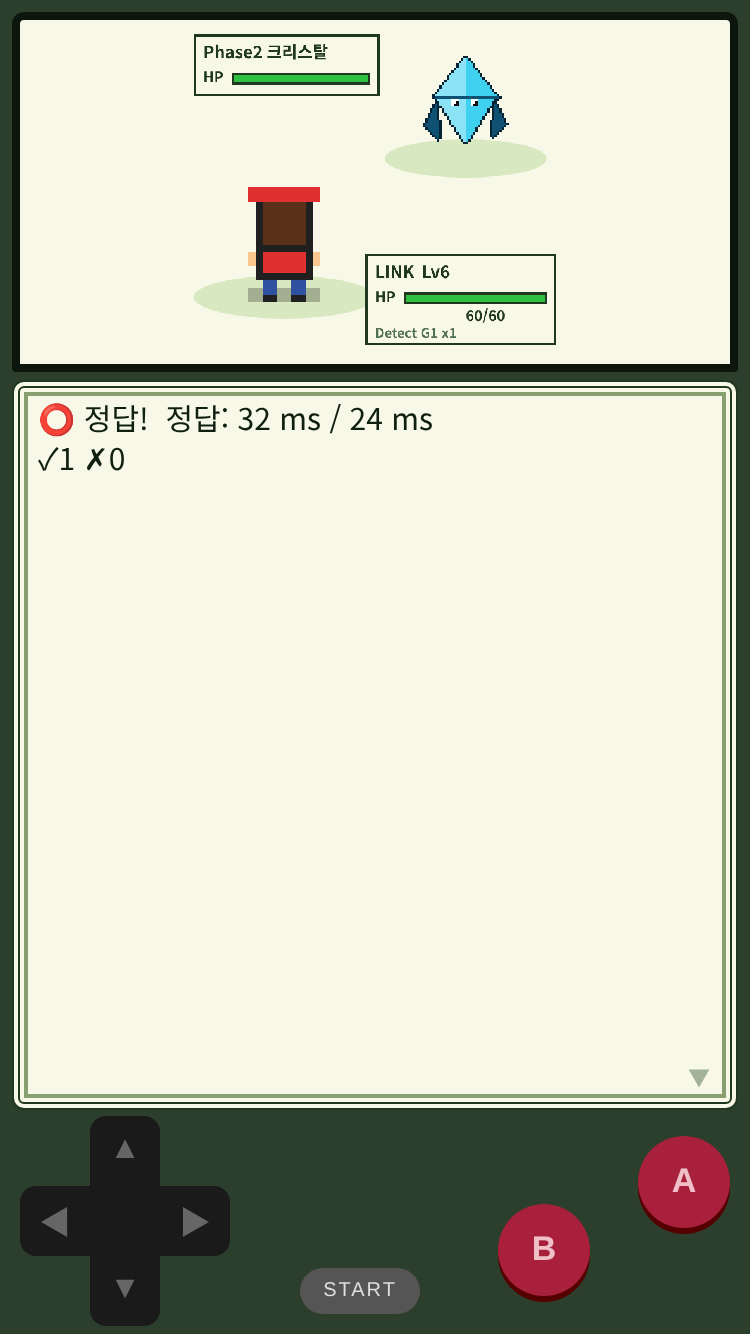 Phase2 크리스탈
HP
LINK Lv6
HP
60/60
Detect G1 x1
⭕ 정답! 정답: 32 ms / 24 ms
✓1 ✗0
▼
▲
◀ ▶
▼
A
B
START